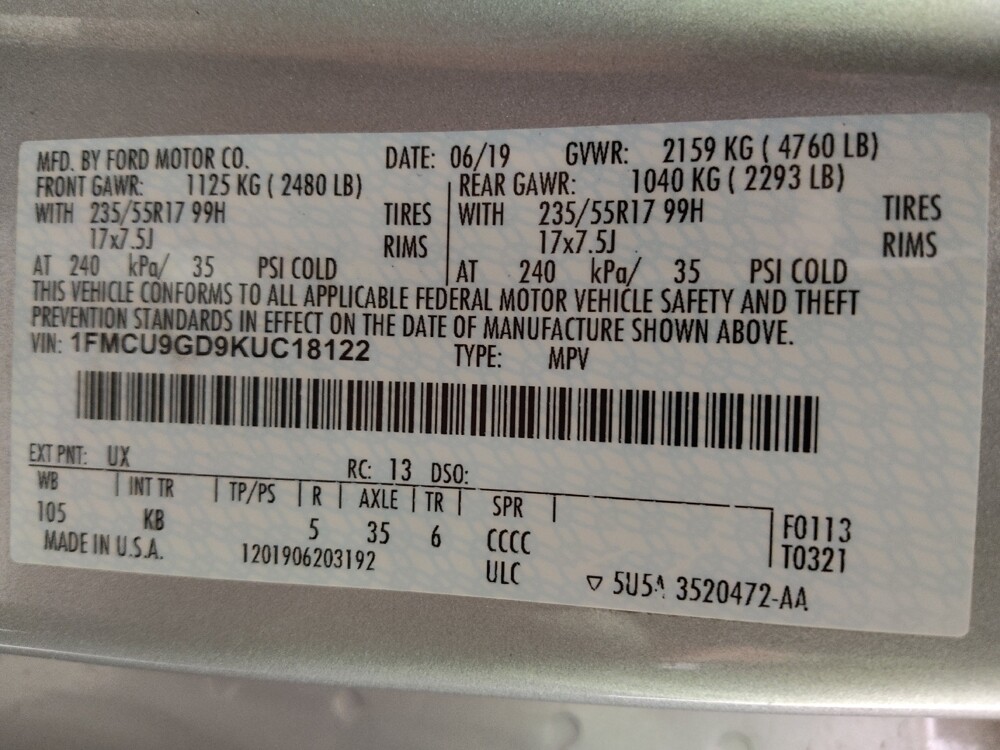 MFD. BY FORD MOTOR CO. DATE: 06/19 GVWR: 2159 KG ( 4760 LB)
FRONT GAWR: 1125 KG ( 2480 LB) REAR GAWR: 1040 KG ( 2293 LB)
WITH 235/55R17 99H TIRES WITH 235/55R17 99H TIRES
17x7.5J RIMS 17x7.5J RIMS
AT 240 kPa/ 35 PSI COLD AT 240 kPa/ 35 PSI COLD
THIS VEHICLE CONFORMS TO ALL APPLICABLE FEDERAL MOTOR VEHICLE SAFETY AND THEFT
PREVENTION STANDARDS IN EFFECT ON THE DATE OF MANUFACTURE SHOWN ABOVE.
VIN: 1FMCU9GD9KUC18122 TYPE: MPV
EXT PNT: UX RC: 13 DSO:
WB INT TR TP/PS R AXLE TR SPR
105 KB 5 35 6 CCCC F0113
MADE IN U.S.A. 1201906203192 ULC T0321
▽ 3520472-AA